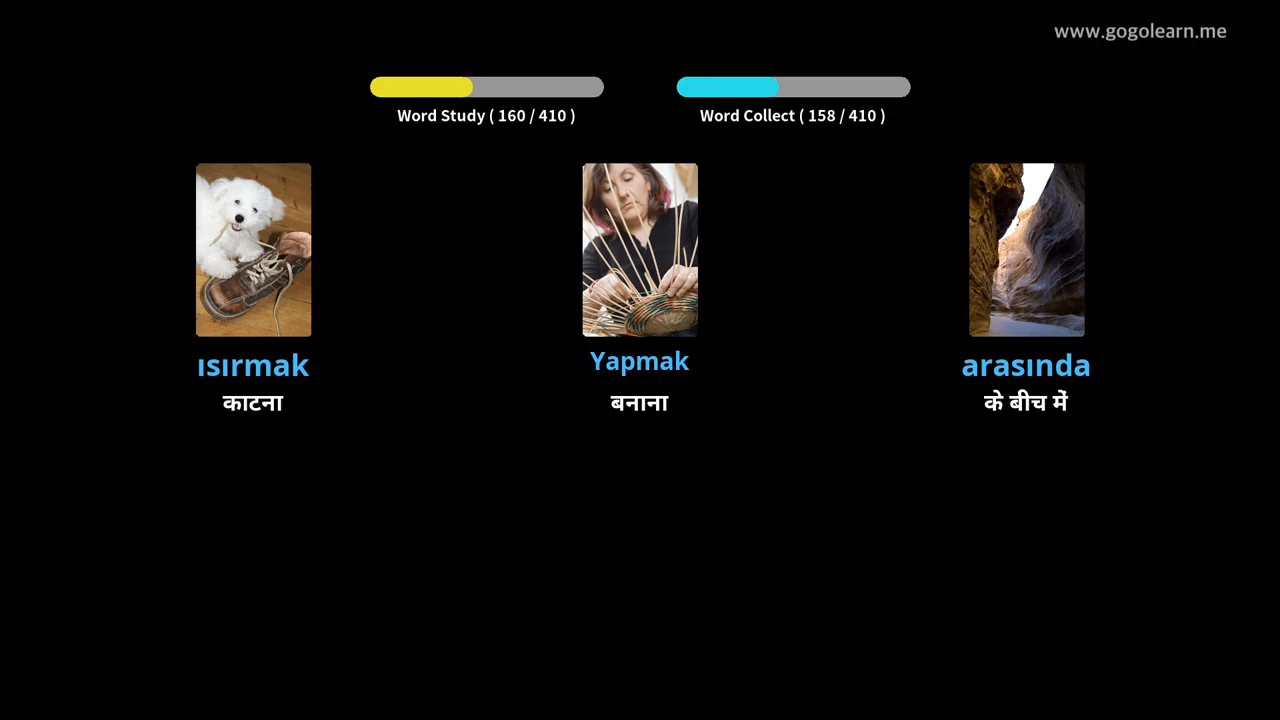 www.gogolearn.me
Word Study ( 160 / 410 )
Word Collect ( 158 / 410 )
ısırmak
Yapmak
arasında
काटना
बनाना
के बीच में